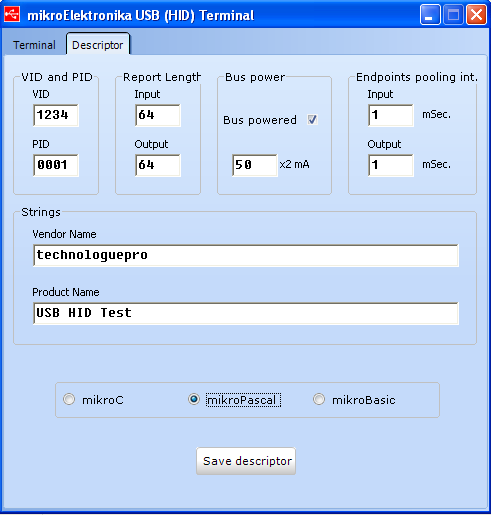 mikroElektronika USB (HID) Terminal
Terminal Descriptor
VID and PID Report Length Bus power Endpoints pooling int.
VID Input Input
1234 64 Bus powered 1 mSec.
PID Output Output
0001 64 50 x2 mA 1 mSec.
Strings
Vendor Name
technologuepro
Product Name
USB HID Test
mikroC mikroPascal mikroBasic
Save descriptor